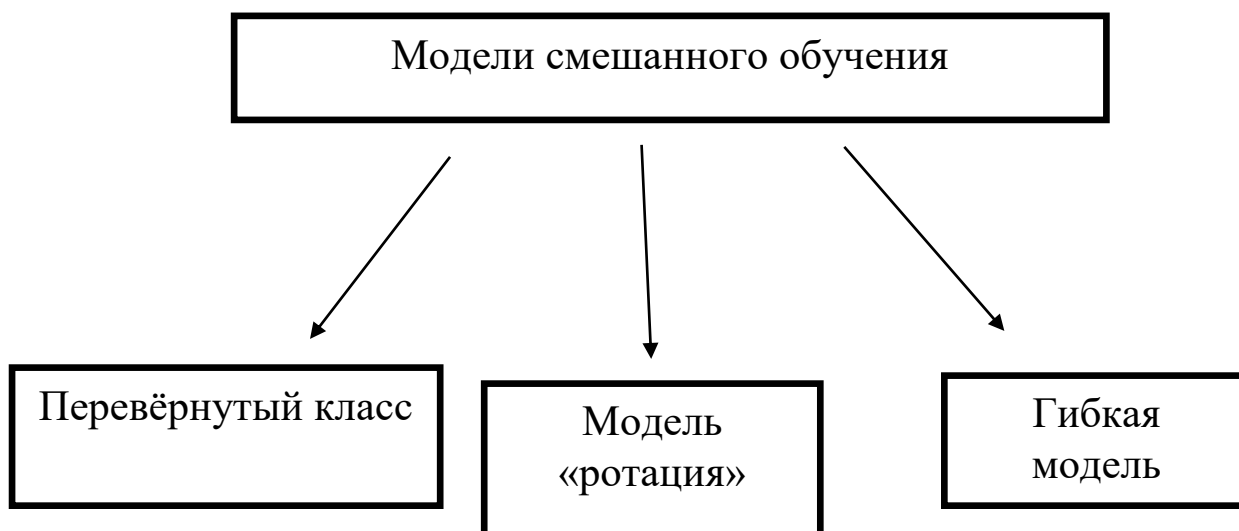 Модели смешанного обучения
Перевёрнутый класс
Модель
«ротация»
Гибкая
модель